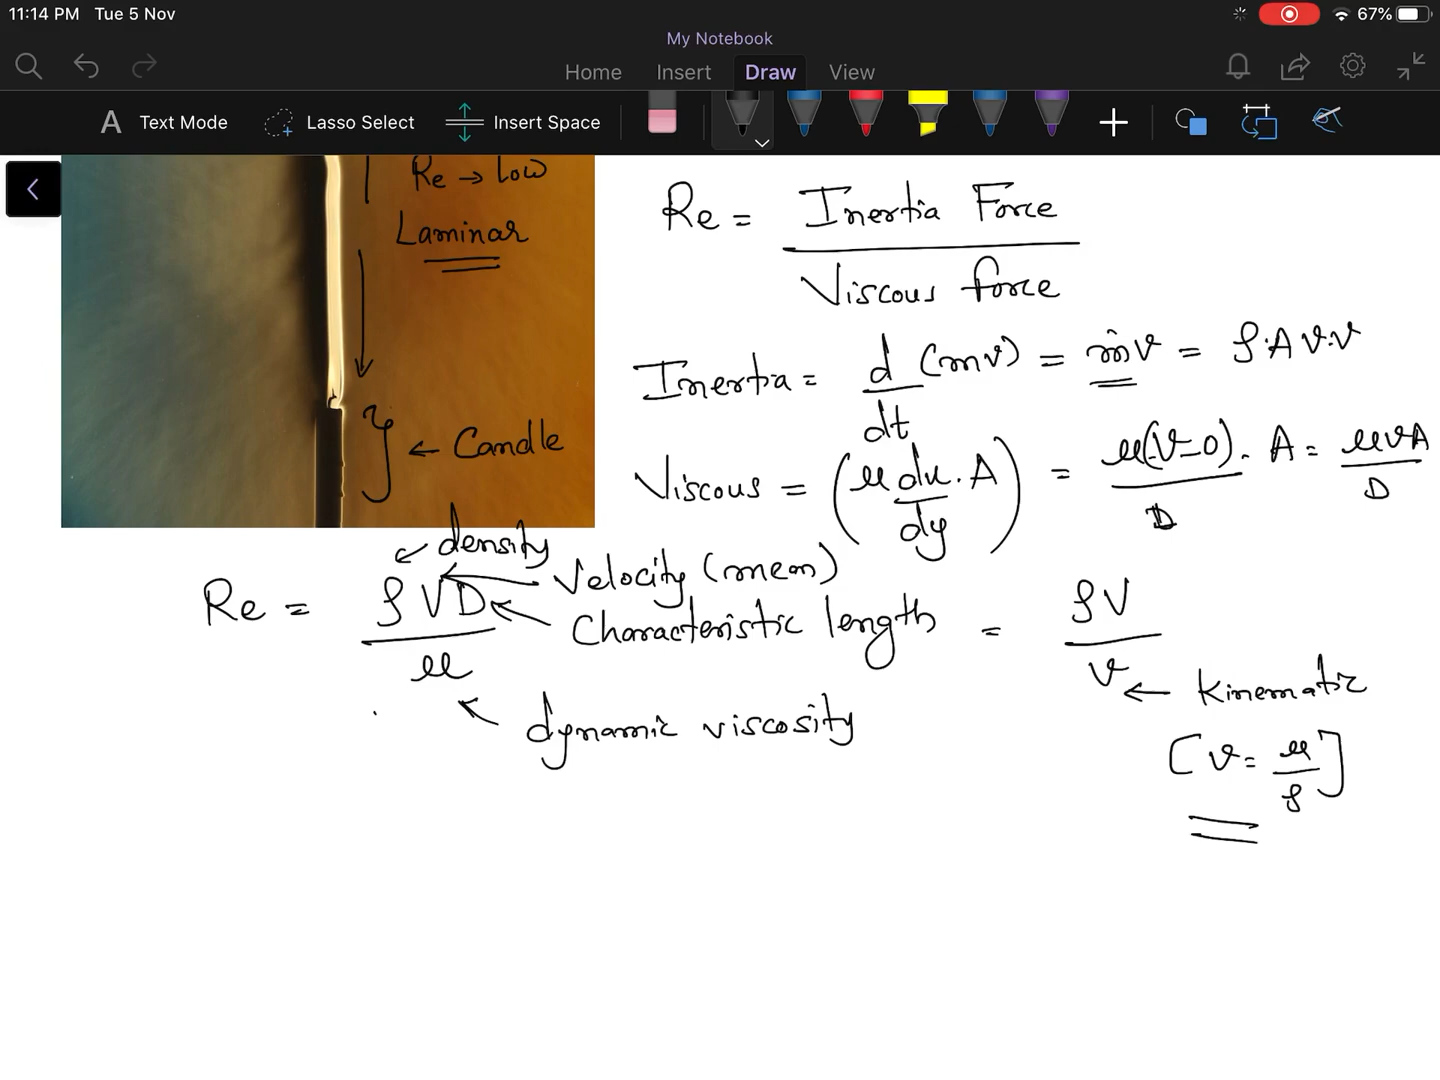 11:14 PM Tue 5 Nov 67%
My Notebook
Home Insert Draw View
A Text Mode Lasso Select Insert Space
Re → Low
Laminar
← Candle
Re = Inertia Force / Viscous force
Inertia = d/dt (mv) = ṁv = ρ·A v·v
Viscous = (μ du/dy · A) = μ(v-0)/D · A = μvA/D
density
Velocity (mean)
Re = ρVD/μ Characteristic length = ρV/ν
← Kinematic
dynamic viscosity
[ν = μ/ρ]